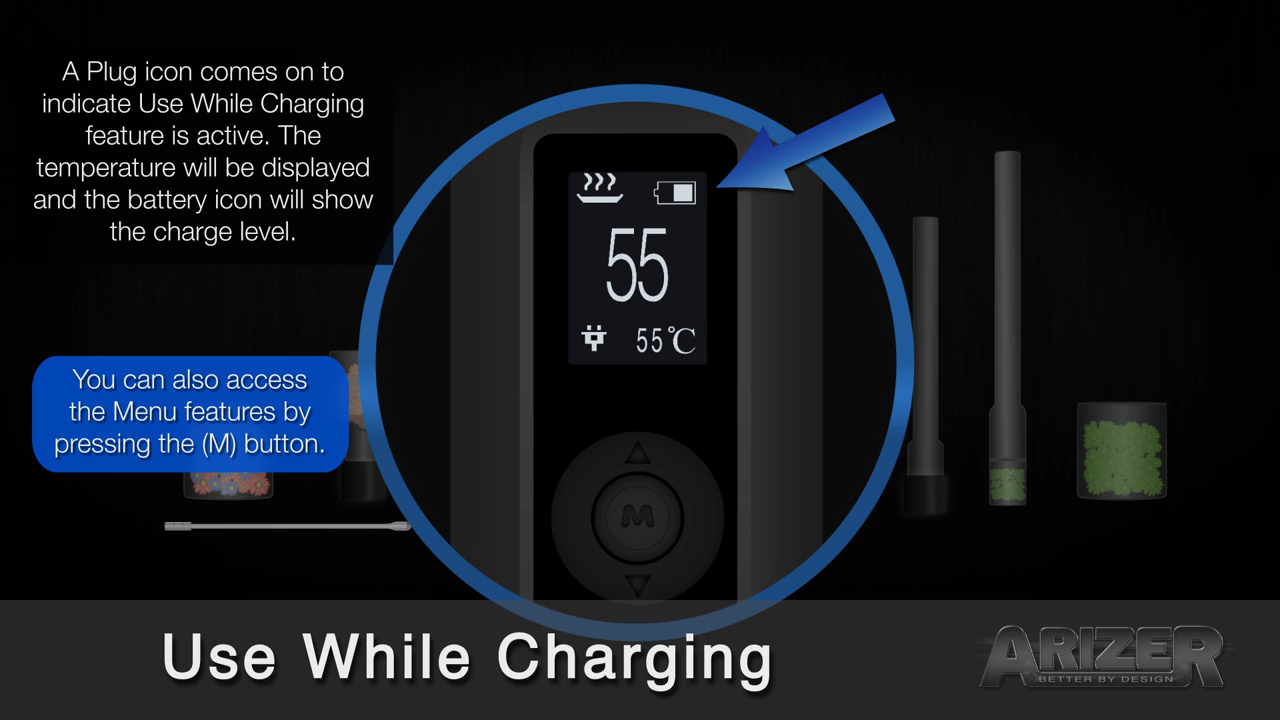 A Plug icon comes on to
indicate Use While Charging
feature is active. The
temperature will be displayed
and the battery icon will show
the charge level.
55
55°C
You can also access
the Menu features by
pressing the (M) button.
M
Use While Charging
ARIZER
BETTER BY DESIGN